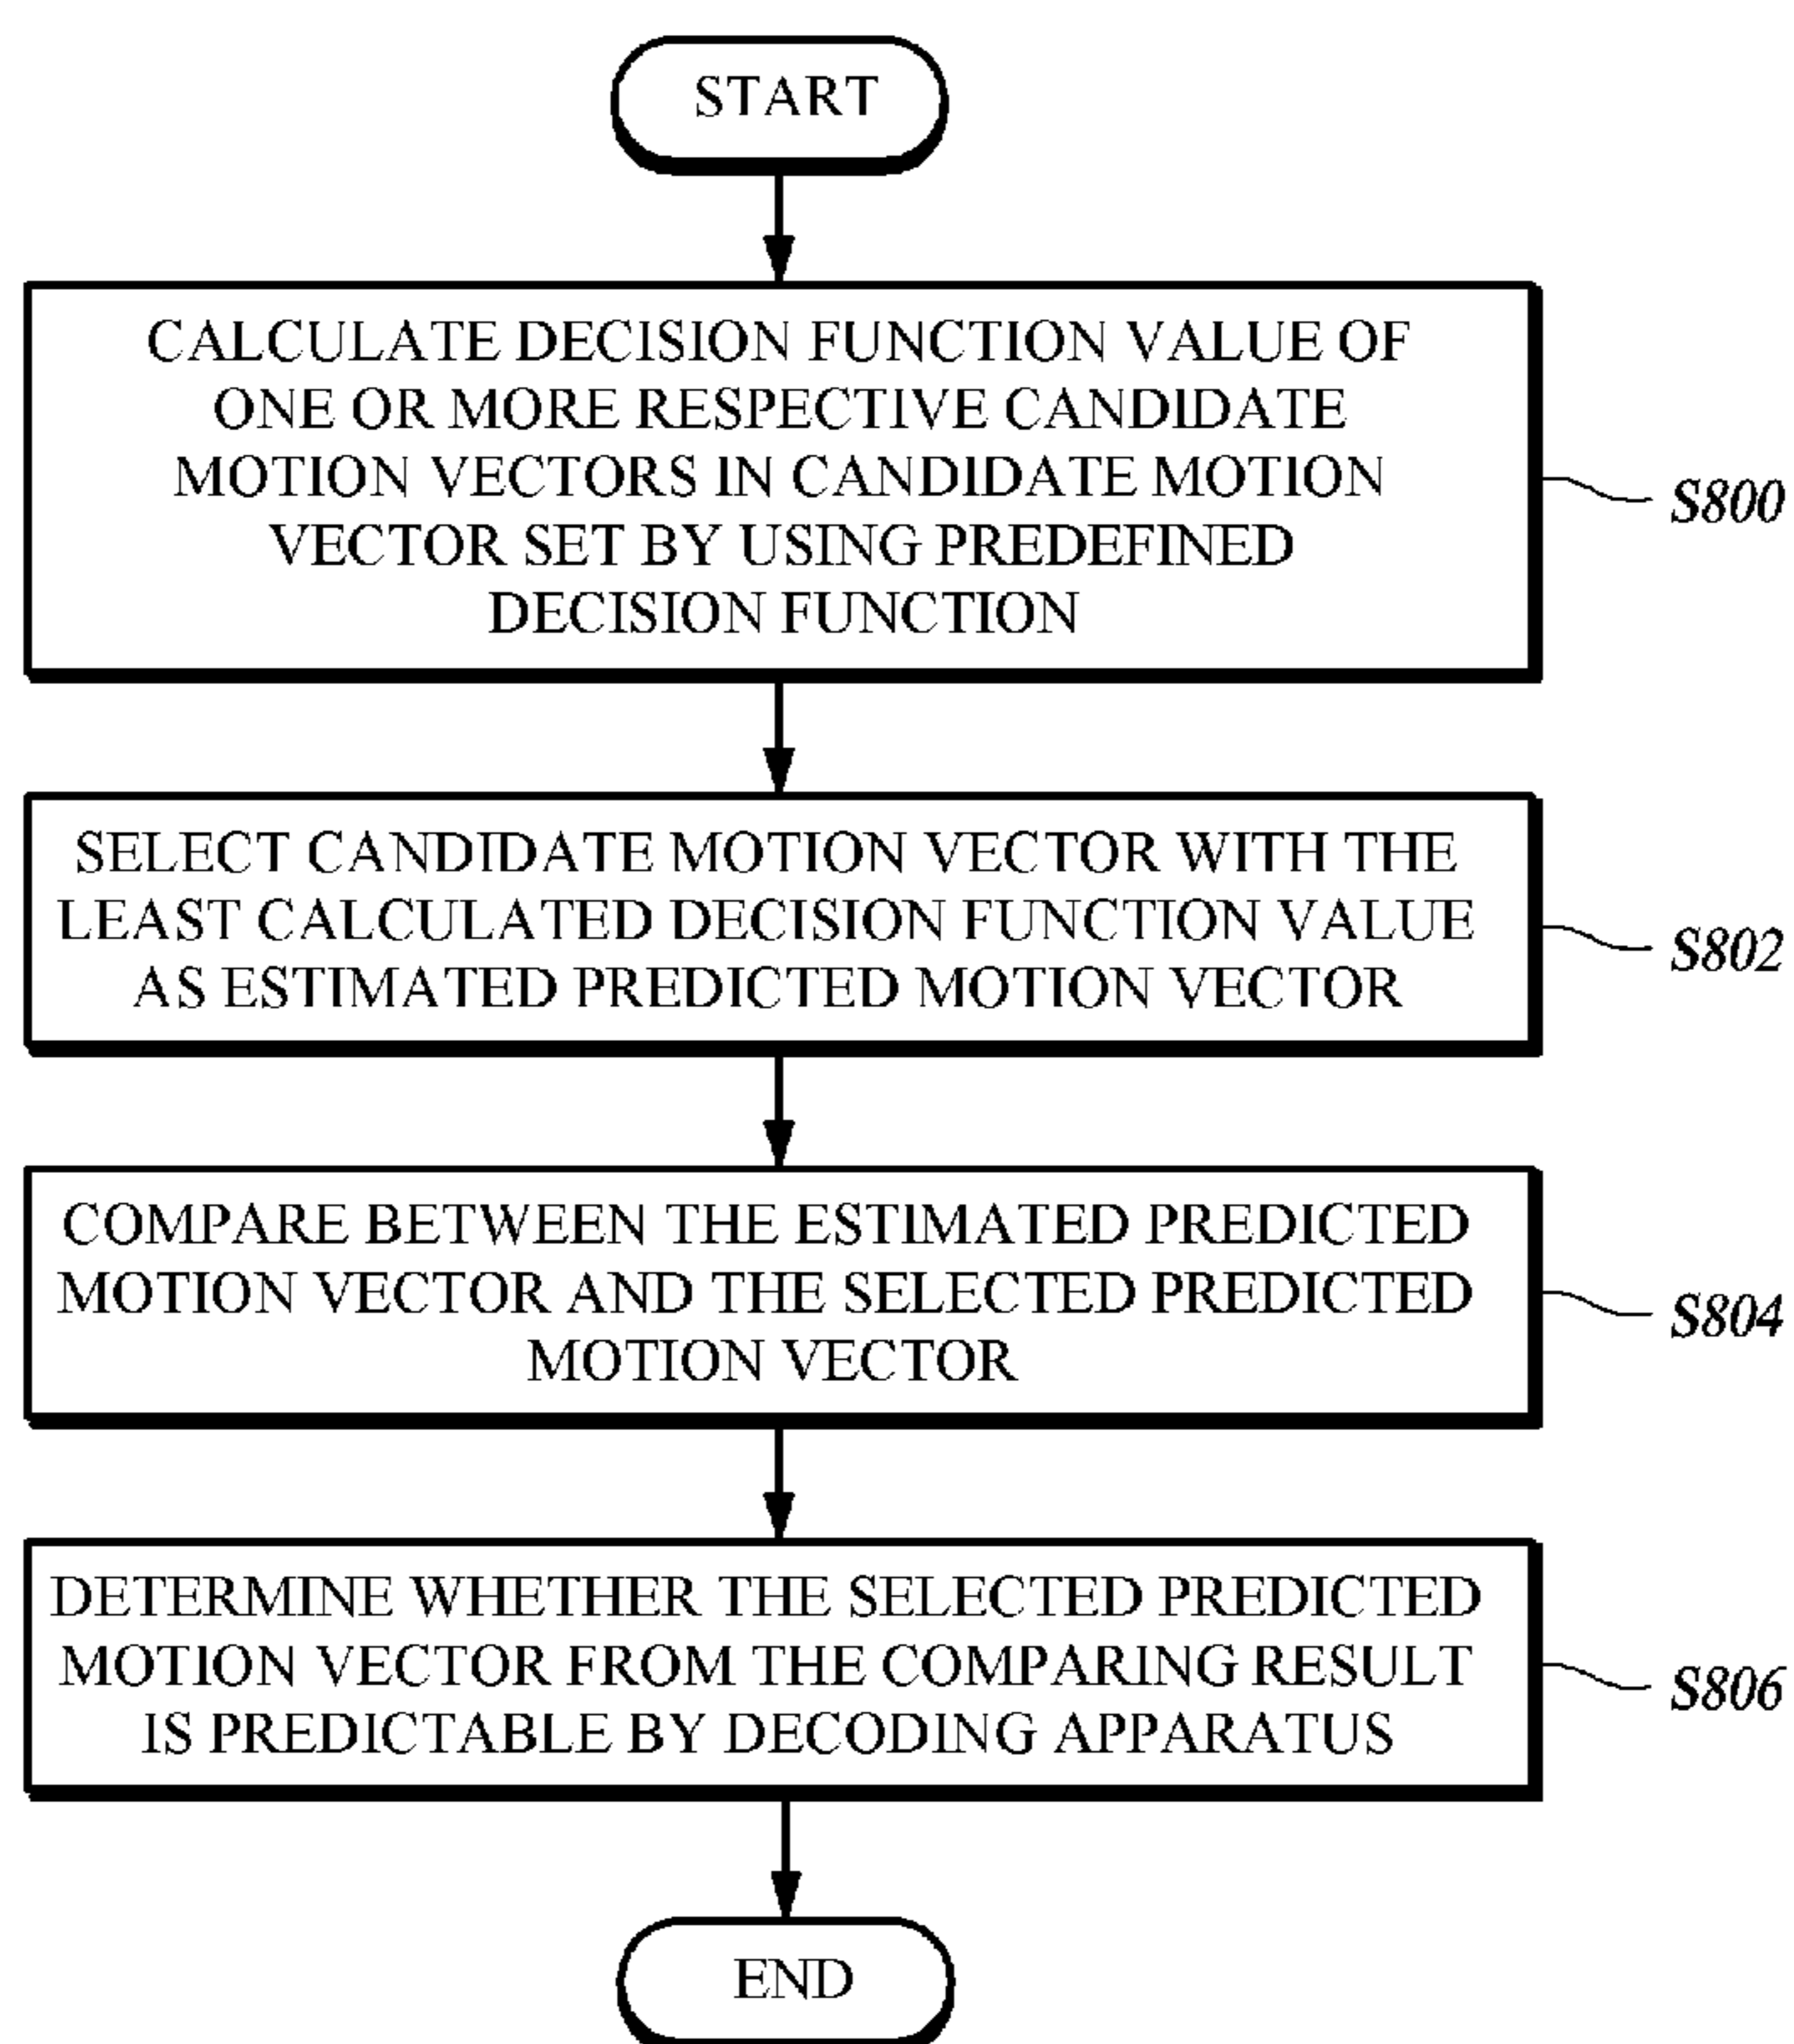 START
CALCULATE DECISION FUNCTION VALUE OF
ONE OR MORE RESPECTIVE CANDIDATE
MOTION VECTORS IN CANDIDATE MOTION
VECTOR SET BY USING PREDEFINED
DECISION FUNCTION
S800
SELECT CANDIDATE MOTION VECTOR WITH THE
LEAST CALCULATED DECISION FUNCTION VALUE
AS ESTIMATED PREDICTED MOTION VECTOR
S802
COMPARE BETWEEN THE ESTIMATED PREDICTED
MOTION VECTOR AND THE SELECTED PREDICTED
MOTION VECTOR
S804
DETERMINE WHETHER THE SELECTED PREDICTED
MOTION VECTOR FROM THE COMPARING RESULT
IS PREDICTABLE BY DECODING APPARATUS
S806
END